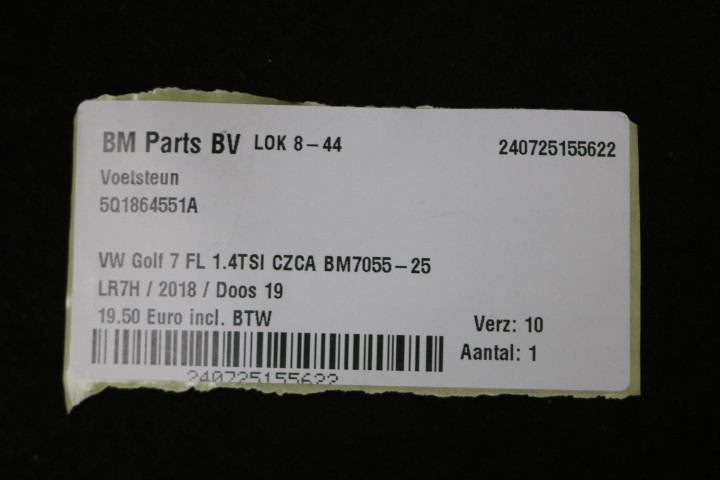 BM Parts BV LOK 8-44 240725155622
Voetsteun
5Q1864551A
VW Golf 7 FL 1.4TSI CZCA BM7055-25
LR7H / 2018 / Doos 19
19.50 Euro incl. BTW
Verz: 10
Aantal: 1
240725155622